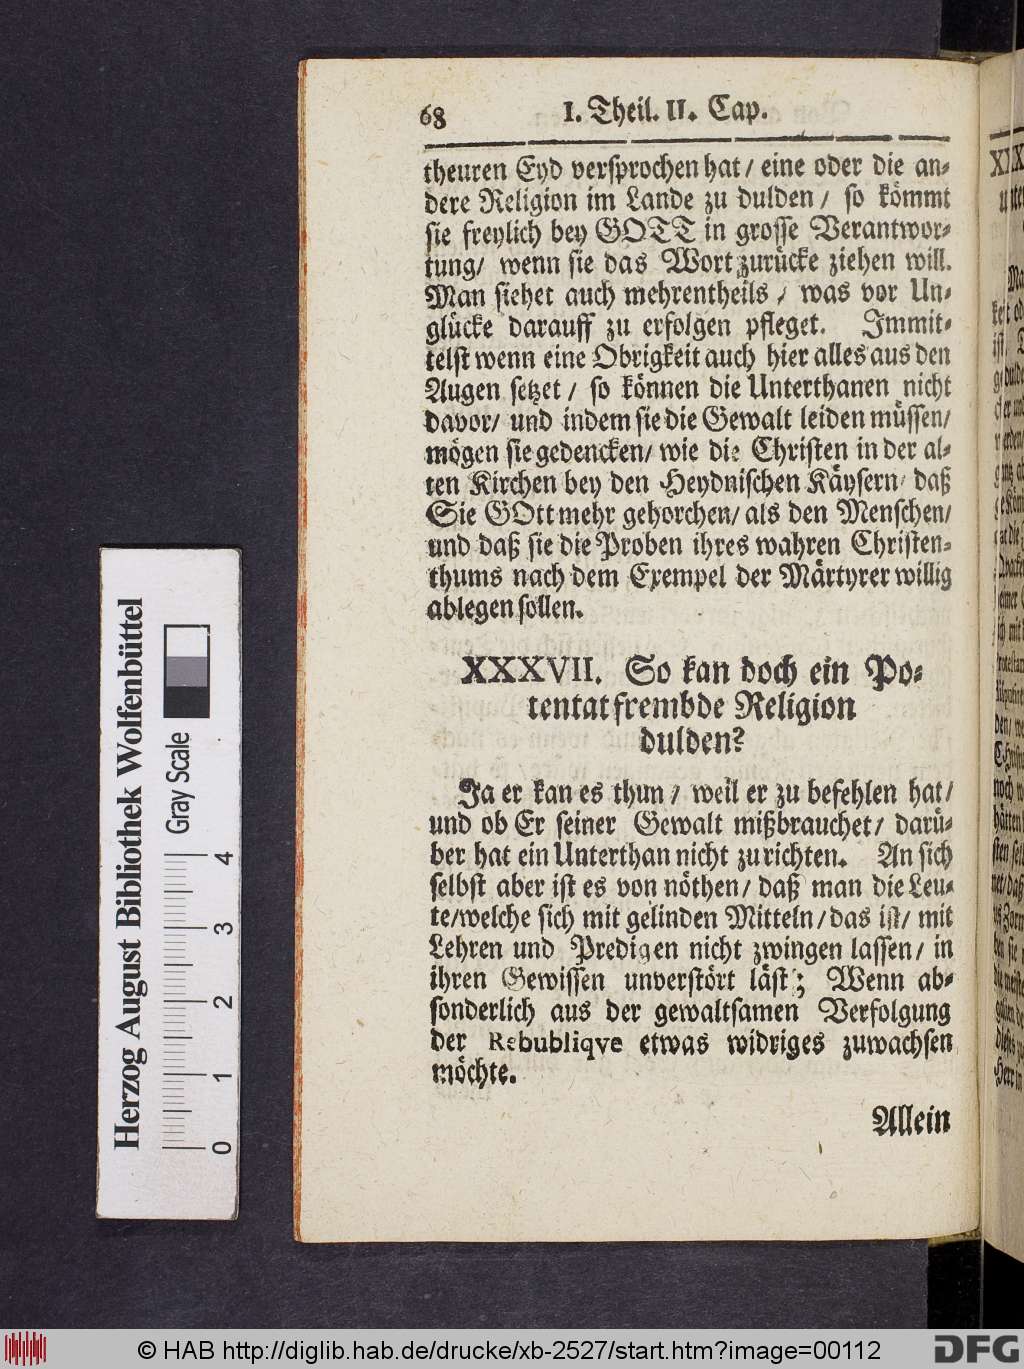 68 I. Theil. II. Cap.
theuren Eyd versprochen hat / eine oder die an-
dere Religion im Lande zu dulden / so kömmt
sie freylich bey GOTT in grosse Verantwor-
tung / wenn sie das Wort zurücke ziehen will.
Man siehet auch mehrentheils / was vor Un-
glücke darauff zu erfolgen pfleget. Immit-
telst wenn eine Obrigkeit auch hier alles aus den
Augen setzet / so können die Unterthanen nicht
davor / und indem sie die Gewalt leiden müssen /
mögen sie gedencken / wie die Christen in der al-
ten Kirchen bey den Heydnischen Käysern / daß
Sie GOtt mehr gehorchen / als den Menschen /
und daß sie die Proben ihres wahren Christen-
thums nach dem Exempel der Märtyrer willig
ablegen sollen.
XXXVII. So kan doch ein Po-
tentat frembde Religion
dulden?
Ja er kan es thun / weil er zu befehlen hat /
und ob Er seiner Gewalt mißbrauchet / darü-
ber hat ein Unterthan nicht zu richten. An sich
selbst aber ist es von nöthen / daß man die Leu-
te / welche sich mit gelinden Mitteln / das ist / mit
Lehren und Predigen nicht zwingen lassen / in
ihren Gewissen unverstört läst; Wenn ab-
sonderlich aus der gewaltsamen Verfolgung
der Rebublique etwas widriges zuwachsen
möchte.
Allein
Herzog August Bibliothek Wolfenbüttel
Gray Scale
0 1 2 3 4
© HAB http://diglib.hab.de/drucke/xb-2527/start.htm?image=00112
DFG